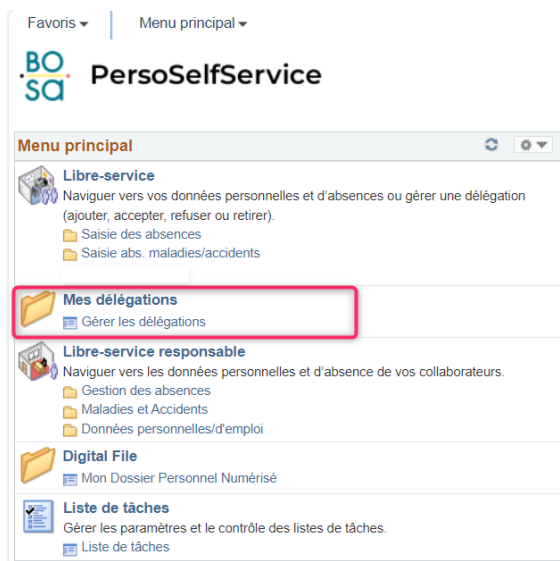 Favoris
Menu principal
BO
SA
PersoSelfService
Menu principal
Libre-service
Naviguer vers vos données personnelles et d'absences ou gérer une délégation
(ajouter, accepter, refuser ou retirer).
Saisie des absences
Saisie abs. maladies/accidents
Mes délégations
Gérer les délégations
Libre-service responsable
Naviguer vers les données personnelles et d'absence de vos collaborateurs.
Gestion des absences
Maladies et Accidents
Données personnelles/d'emploi
Digital File
Mon Dossier Personnel Numérisé
Liste de tâches
Gérer les paramètres et le contrôle des listes de tâches.
Liste de tâches